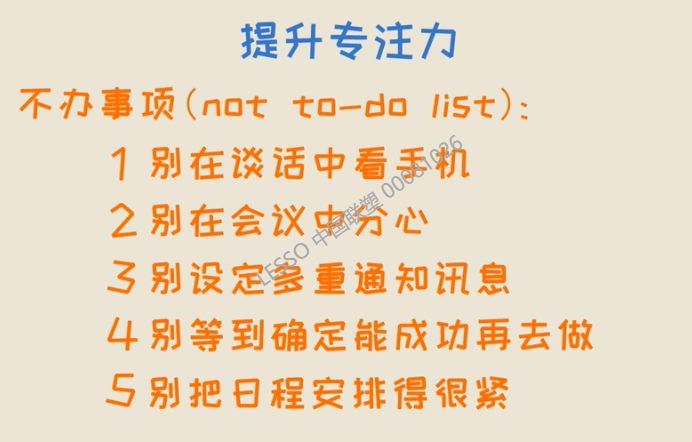 提升专注力
不办事项(not to-do list):
1 别在谈话中看手机
2 别在会议中分心
3 别设定多重通知讯息
4 别等到确定能成功再去做
5 别把日程安排得很紧
LESSO 中国联塑 00081026